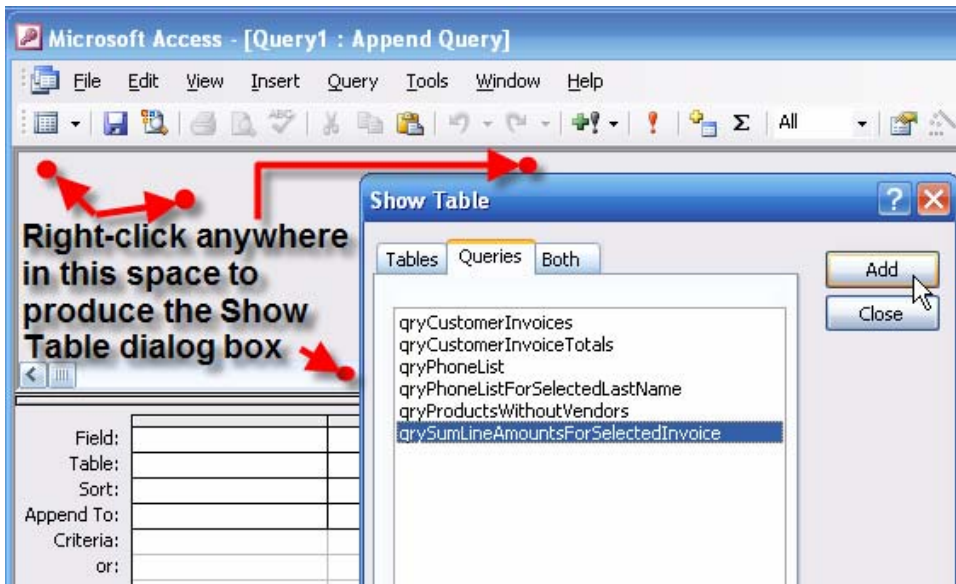 Microsoft Access - [Query1 : Append Query]
File Edit View Insert Query Tools Window Help
ABC Σ All
Show Table
Right-click anywhere
in this space to
produce the Show
Table dialog box
Tables Queries Both
Add
Close
qryCustomerInvoices
qryCustomerInvoiceTotals
qryPhoneList
qryPhoneListForSelectedLastName
qryProductsWithoutVendors
qrySumLineAmountsForSelectedInvoice
Field:
Table:
Sort:
Append To:
Criteria:
or: